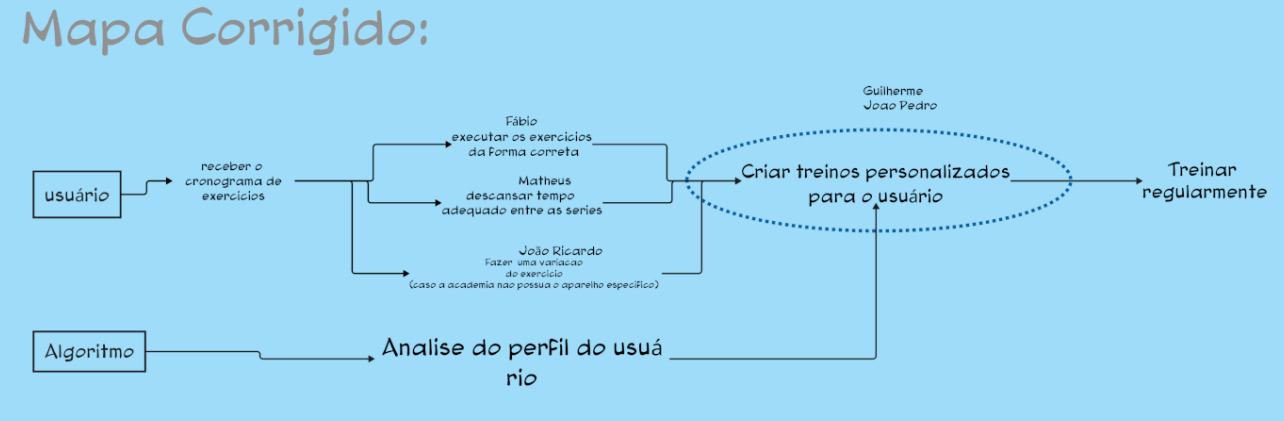 Mapa Corrigido:
Guilherme
Joao Pedro
Fábio
executar os exercicios
da forma correta
usuário
receber o
cronograma de
exercicios
Matheus
descansar tempo
adequado entre as series
Criar treinos personalizados
para o usuário
Treinar
regularmente
João Ricardo
Fazer uma variacao
do exercicio
(caso a academia nao possua o aparelho especifico)
Algoritmo
Analise do perfil do usuá
rio